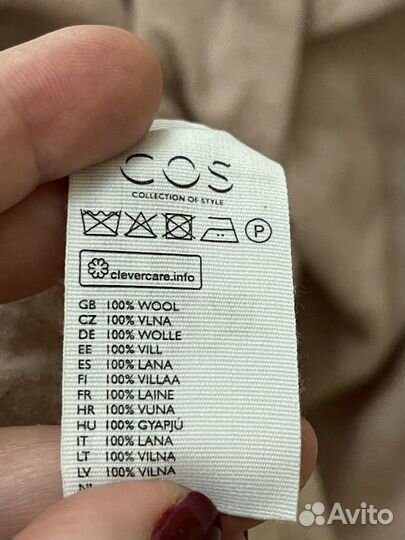 COS
COLLECTION OF STYLE
P
clevercare.info
GB 100% WOOL
CZ 100% VLNA
DE 100% WOLLE
EE 100% VILL
ES 100% LANA
FI 100% VILLAA
FR 100% LAINE
HR 100% VUNA
HU 100% GYAPJÚ
IT 100% LANA
LT 100% VILNA
LV 100% VILNA
Avito